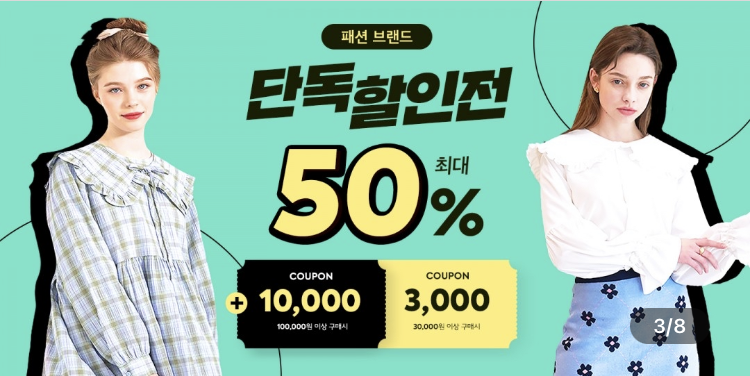 패션 브랜드
단독할인전
최대
50%
COUPON
+ 10,000
100,000원 이상 구매시
COUPON
3,000
30,000원 이상 구매시
3/8